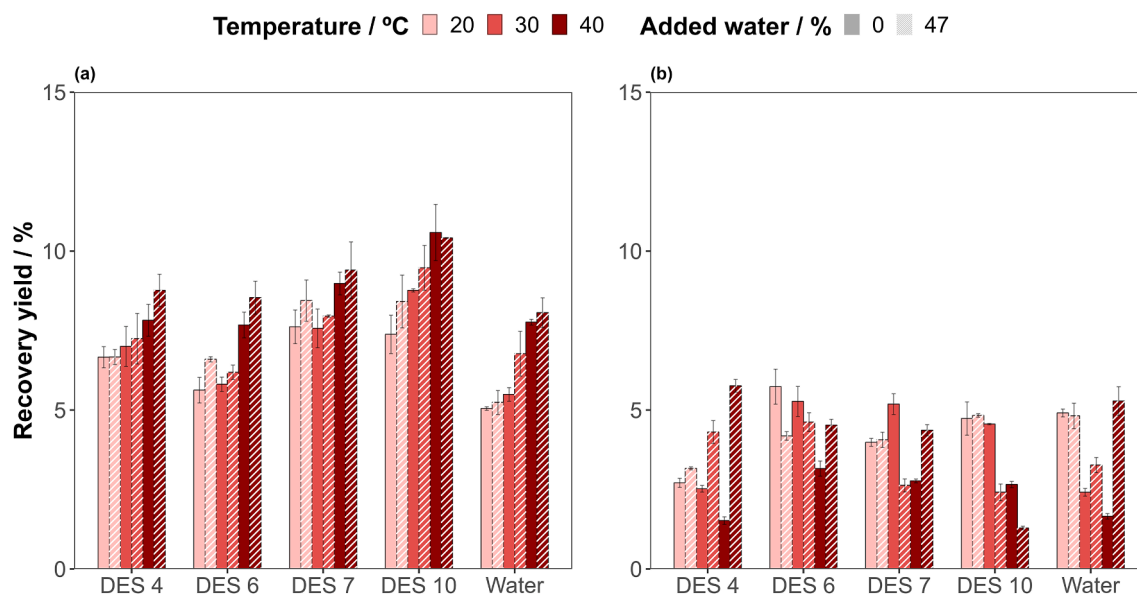 Temperature / ºC 20 30 40 Added water / % 0 47
(a) (b)
Recovery yield / %
15
10
5
0
DES 4 DES 6 DES 7 DES 10 Water
15
10
5
0
DES 4 DES 6 DES 7 DES 10 Water